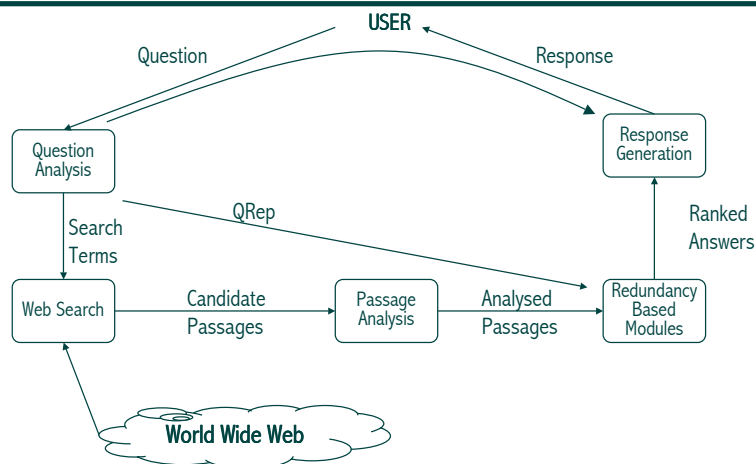 USER
Question
Response
Question
Analysis
Response
Generation
QRep
Search
Terms
Ranked
Answers
Web Search
Candidate
Passages
Passage
Analysis
Analysed
Passages
Redundancy
Based
Modules
World Wide Web